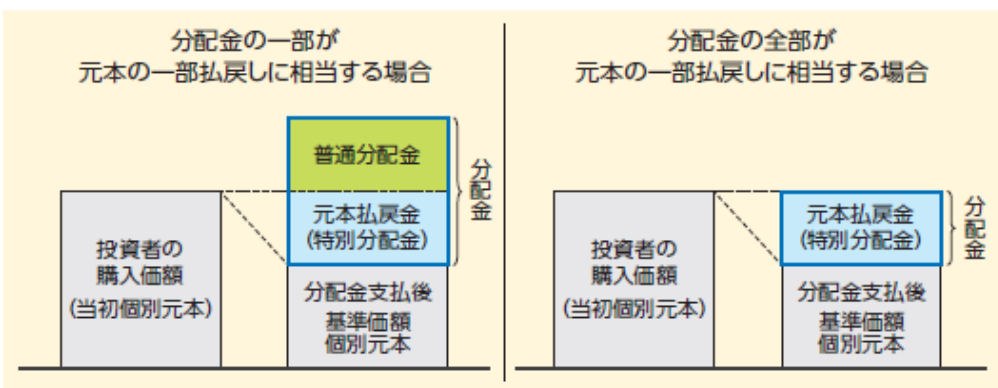 分配金の一部が
元本の一部払戻しに相当する場合
普通分配金
元本払戻金
(特別分配金)
分配金
投資者の
購入価額
(当初個別元本)
分配金支払後
基準価額
個別元本
分配金の全部が
元本の一部払戻しに相当する場合
元本払戻金
(特別分配金)
分配金
投資者の
購入価額
(当初個別元本)
分配金支払後
基準価額
個別元本